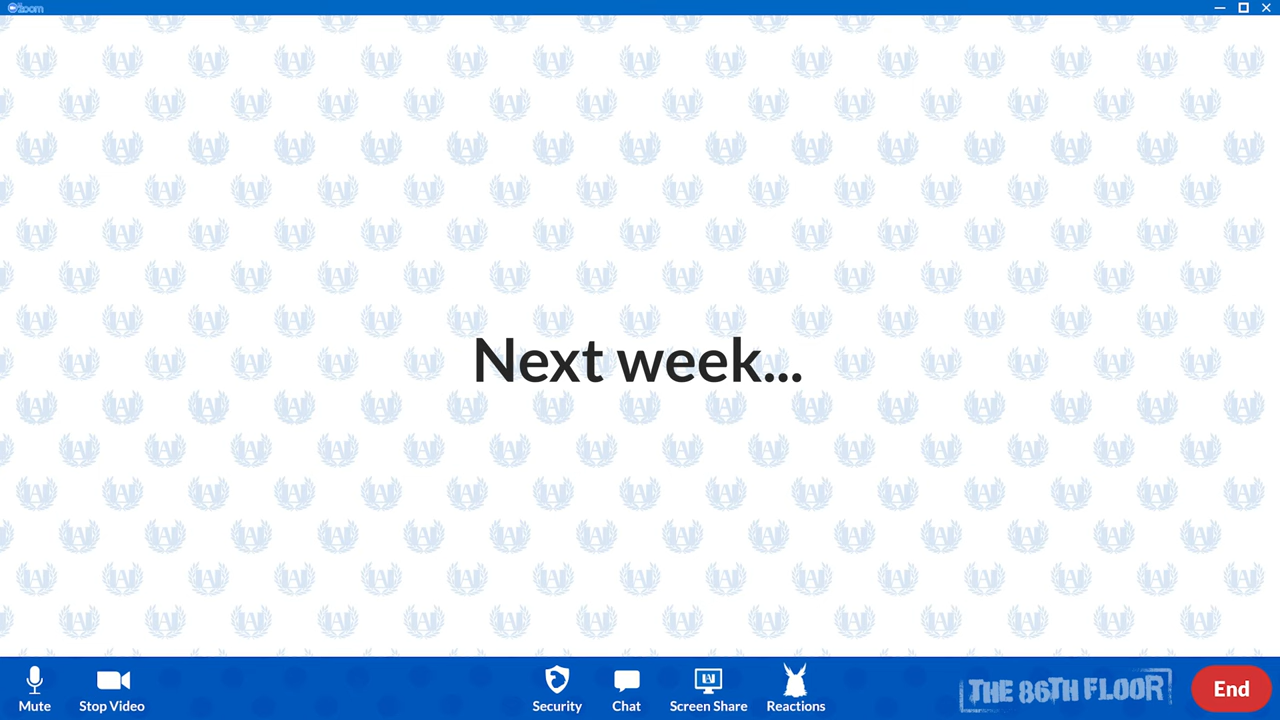 zoom
Next week...
Mute
Stop Video
Security
Chat
Screen Share
Reactions
THE 86TH FLOOR
End